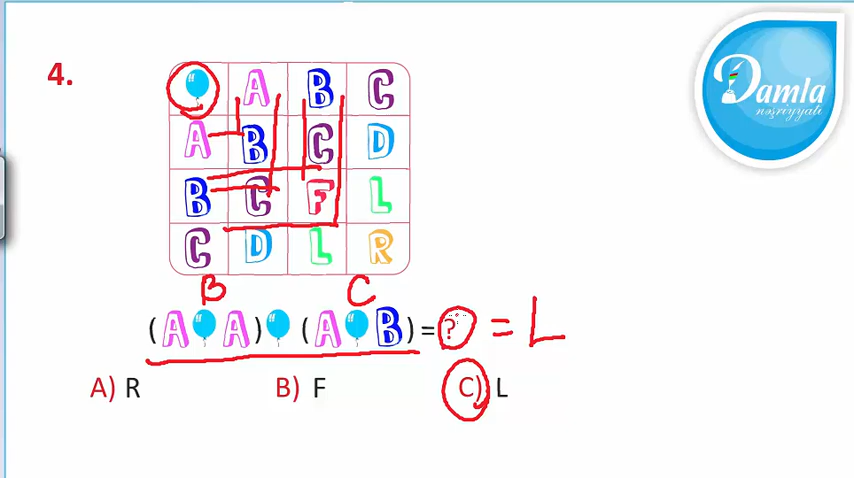 4.
Damla
nəşriyyatı
A B C
A B C D
B C F L
C D L R
B C
(A A) (A B) = ? = L
A) R B) F C) L